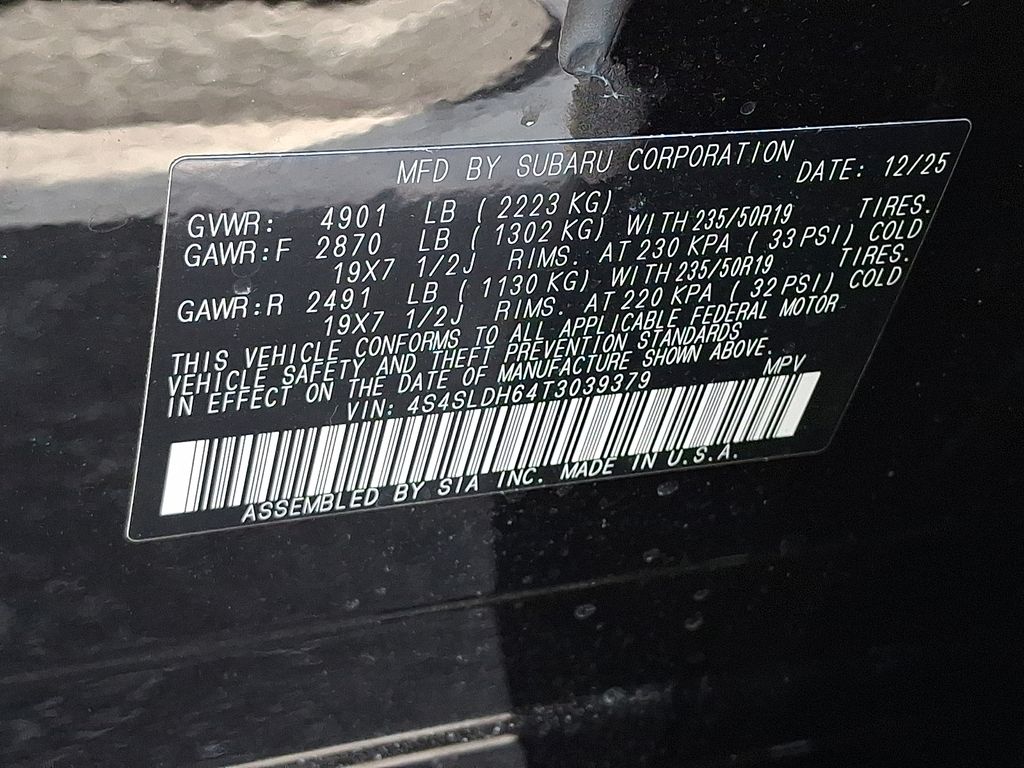 MFD BY SUBARU CORPORATION DATE: 12/25
GVWR: 4901 LB ( 2223 KG)
GAWR:F 2870 LB ( 1302 KG) WITH 235/50R19 TIRES.
19X7 1/2J RIMS. AT 230 KPA ( 33 PSI) COLD
GAWR:R 2491 LB ( 1130 KG) WITH 235/50R19 TIRES.
19X7 1/2J RIMS. AT 220 KPA ( 32 PSI) COLD
THIS VEHICLE CONFORMS TO ALL APPLICABLE FEDERAL MOTOR
VEHICLE SAFETY AND THEFT PREVENTION STANDARDS
IN EFFECT ON THE DATE OF MANUFACTURE SHOWN ABOVE.
VIN: 4S4SLDH64T3039379 MPV
ASSEMBLED BY SIA INC. MADE IN U.S.A.